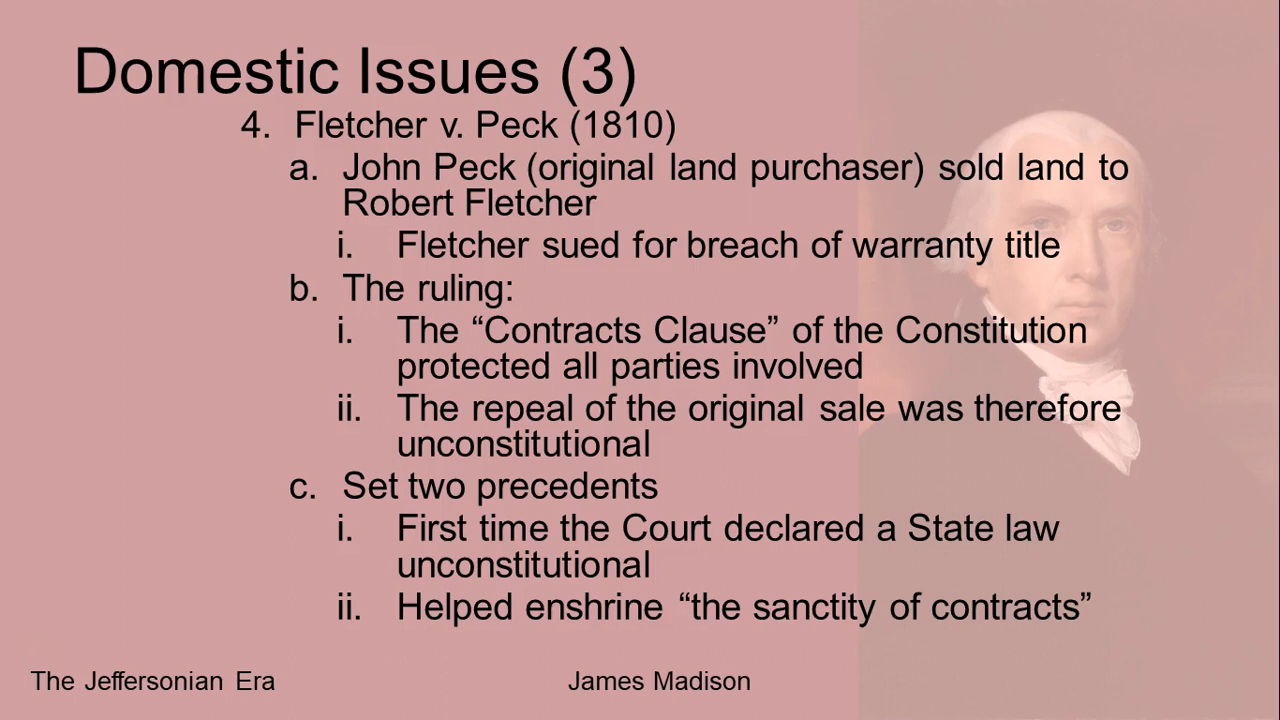 Domestic Issues (3)
4. Fletcher v. Peck (1810)
a. John Peck (original land purchaser) sold land to
Robert Fletcher
i. Fletcher sued for breach of warranty title
b. The ruling:
i. The “Contracts Clause” of the Constitution
protected all parties involved
ii. The repeal of the original sale was therefore
unconstitutional
c. Set two precedents
i. First time the Court declared a State law
unconstitutional
ii. Helped enshrine “the sanctity of contracts”
The Jeffersonian Era
James Madison